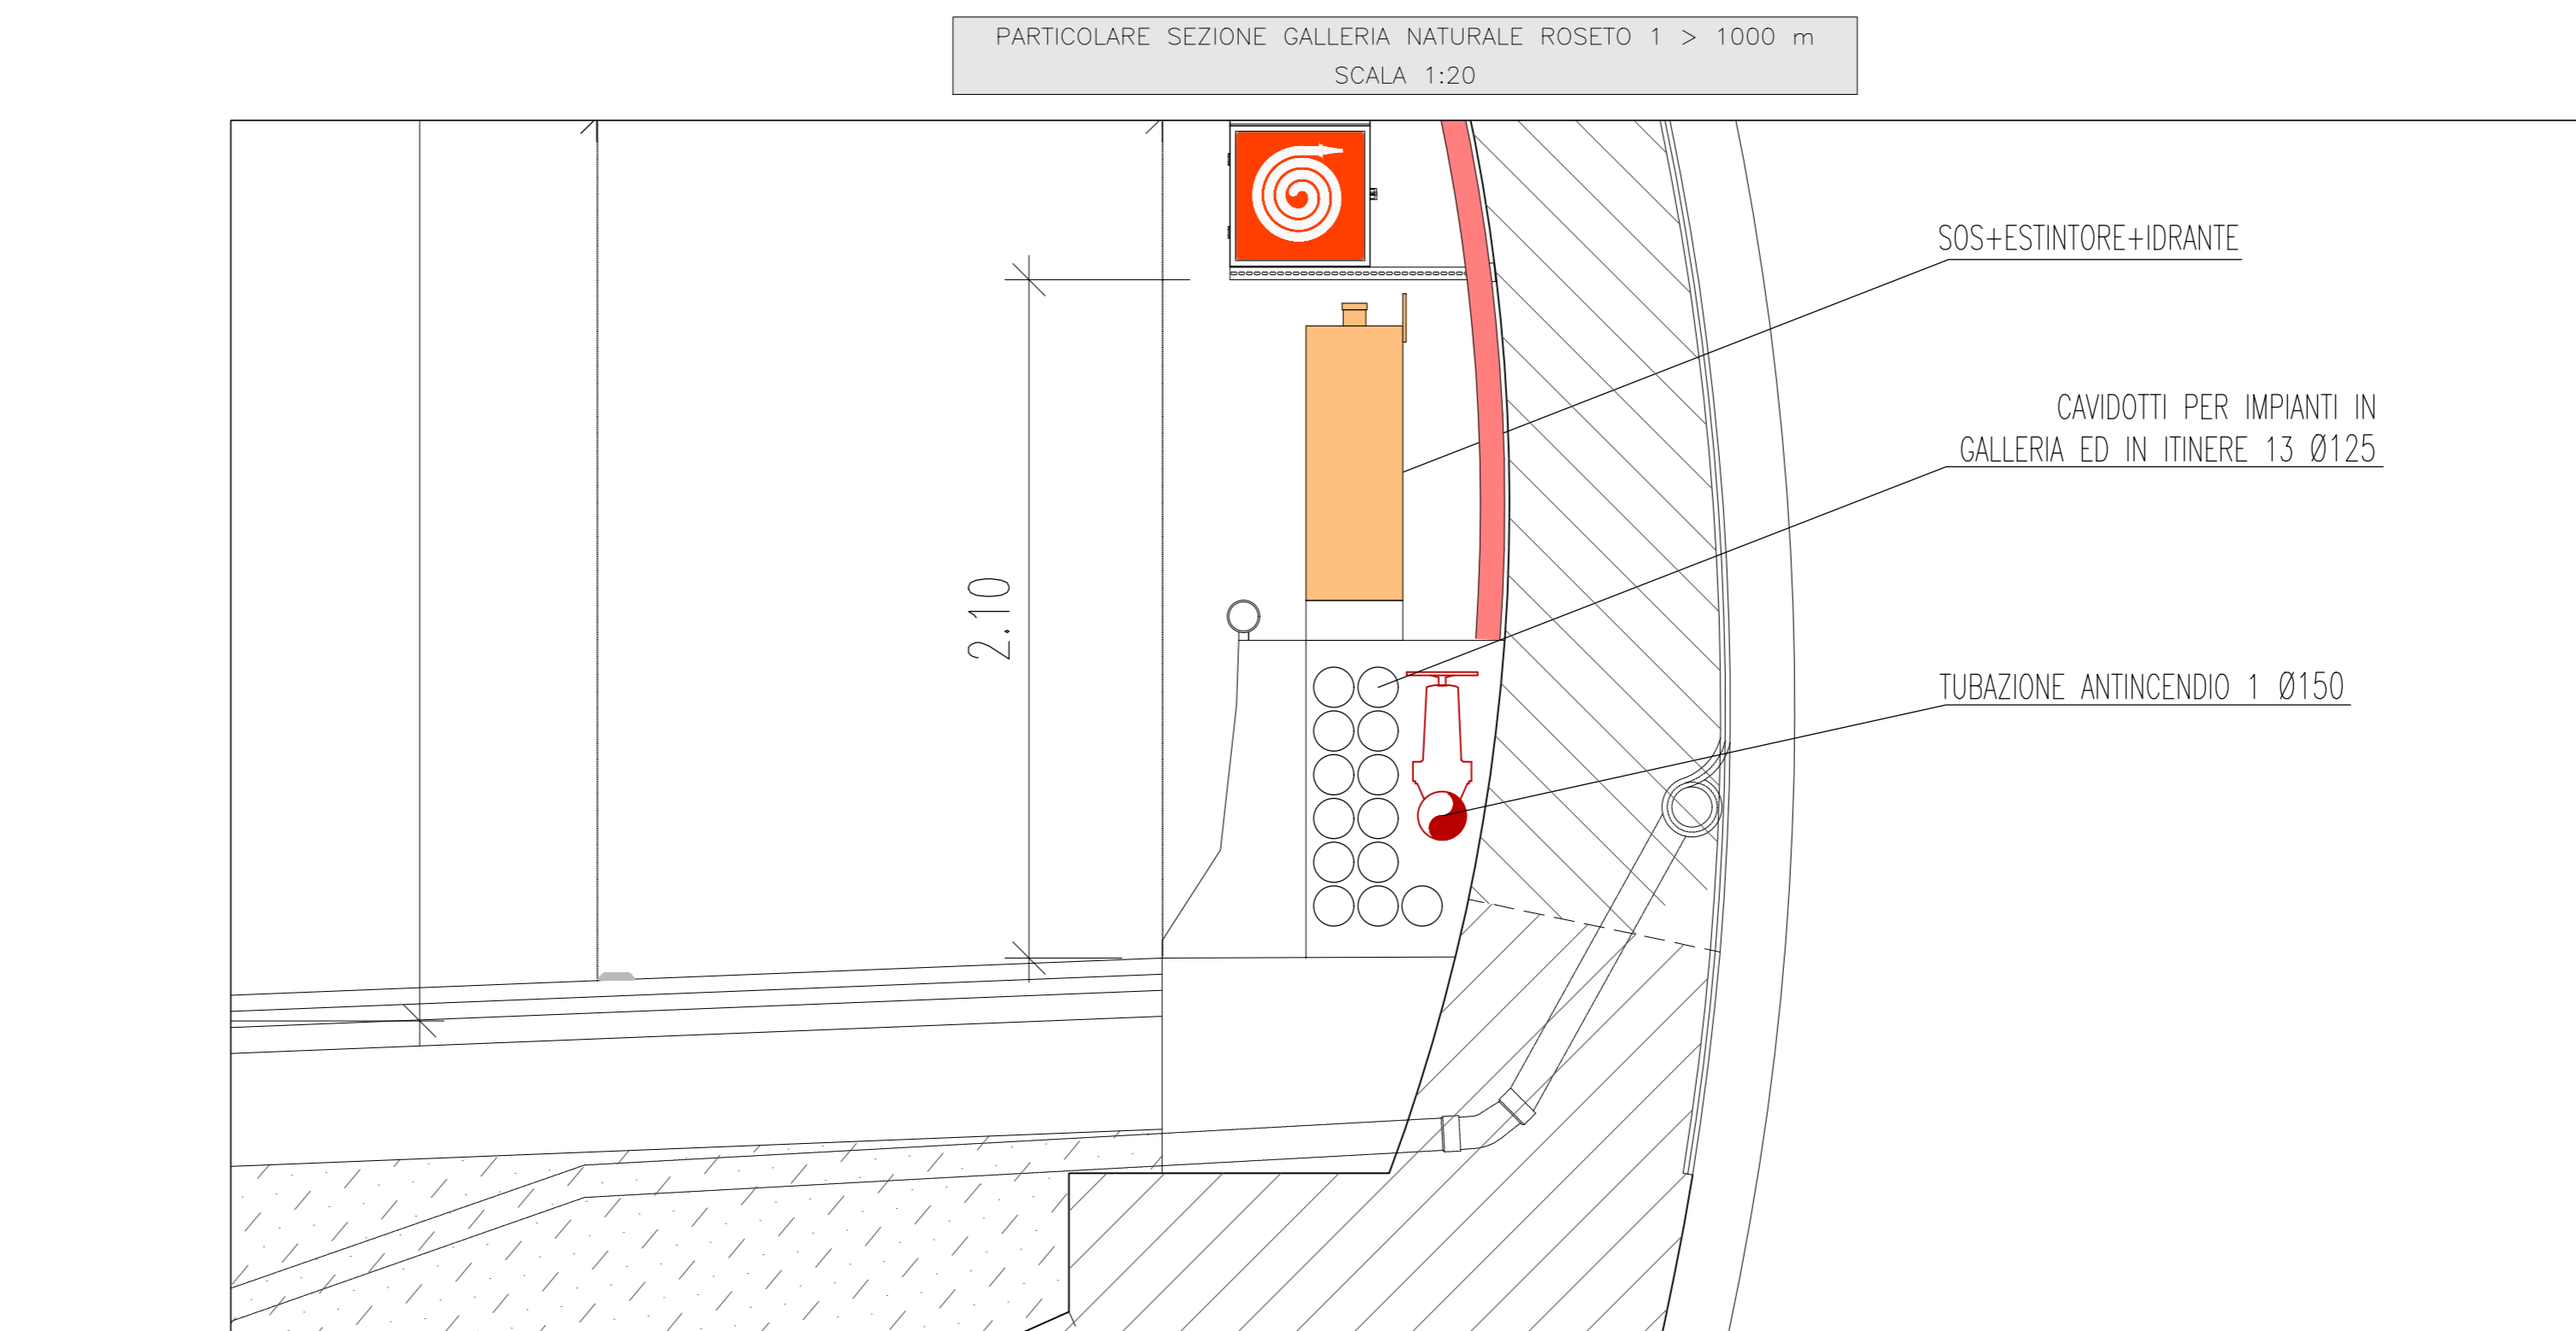 PARTICOLARE SEZIONE GALLERIA NATURALE ROSETO 1 > 1000 m
SCALA 1:20
SOS+ESTINTORE+IDRANTE
CAVIDOTTI PER IMPIANTI IN
GALLERIA ED IN ITINERE 13 Ø125
2.10
TUBAZIONE ANTINCENDIO 1 Ø150